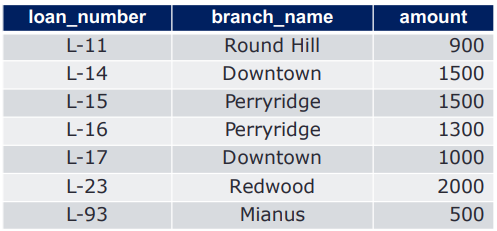 loan_number branch_name amount
L-11 Round Hill 900
L-14 Downtown 1500
L-15 Perryridge 1500
L-16 Perryridge 1300
L-17 Downtown 1000
L-23 Redwood 2000
L-93 Mianus 500